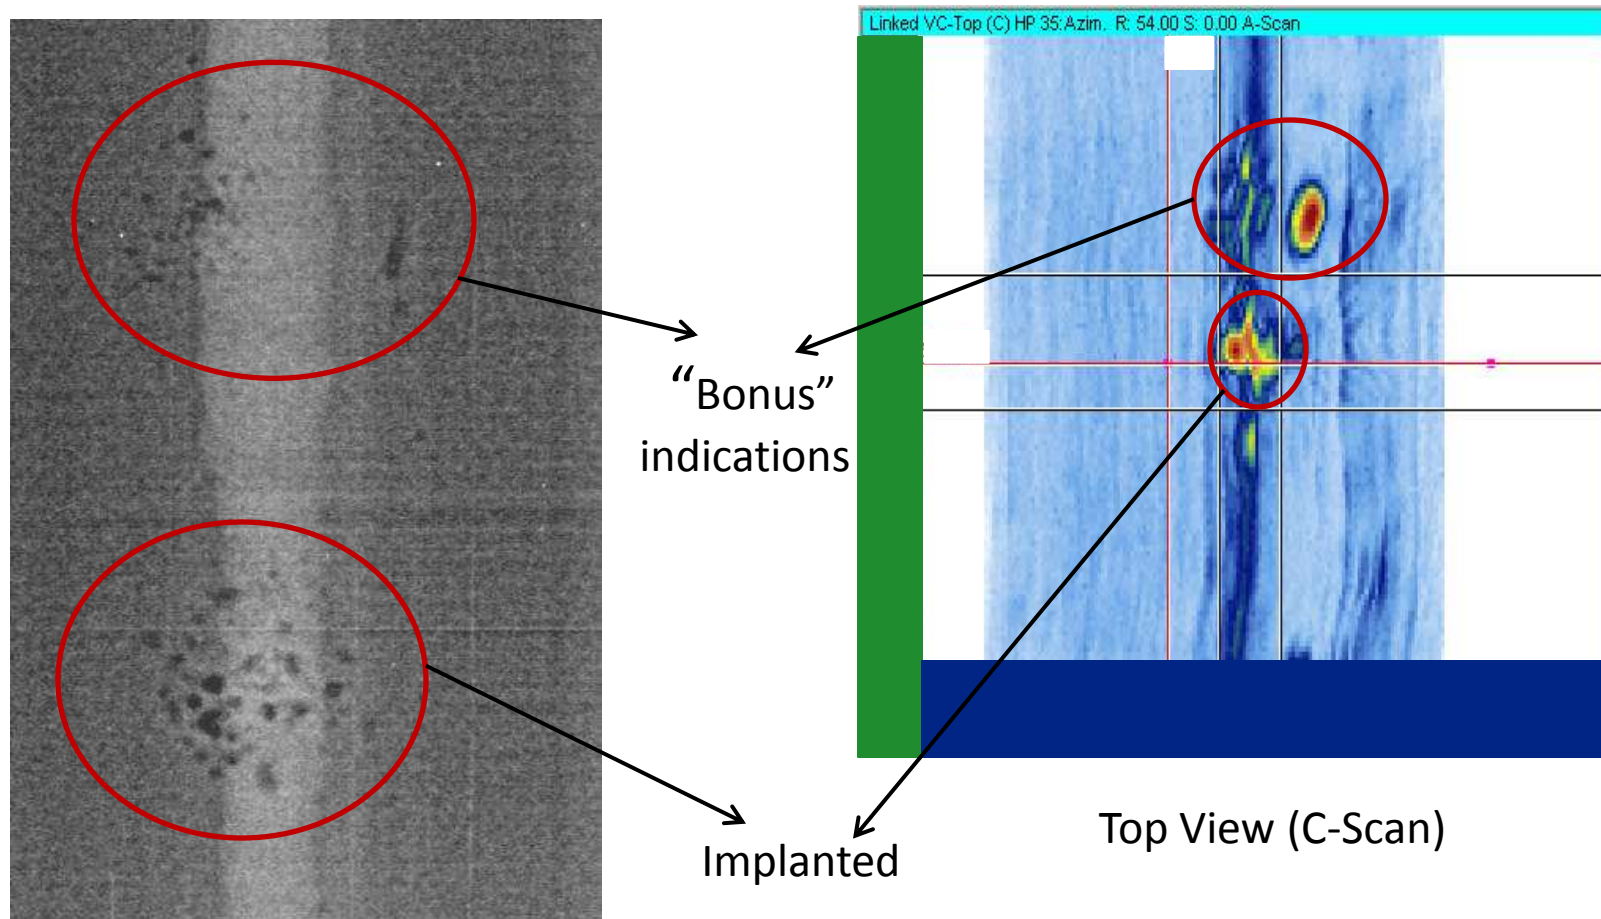 Linked VC-Top (C) HP 35:Azim. R: 54.00 S: 0.00 A-Scan
“Bonus”
indications
Implanted
Top View (C-Scan)